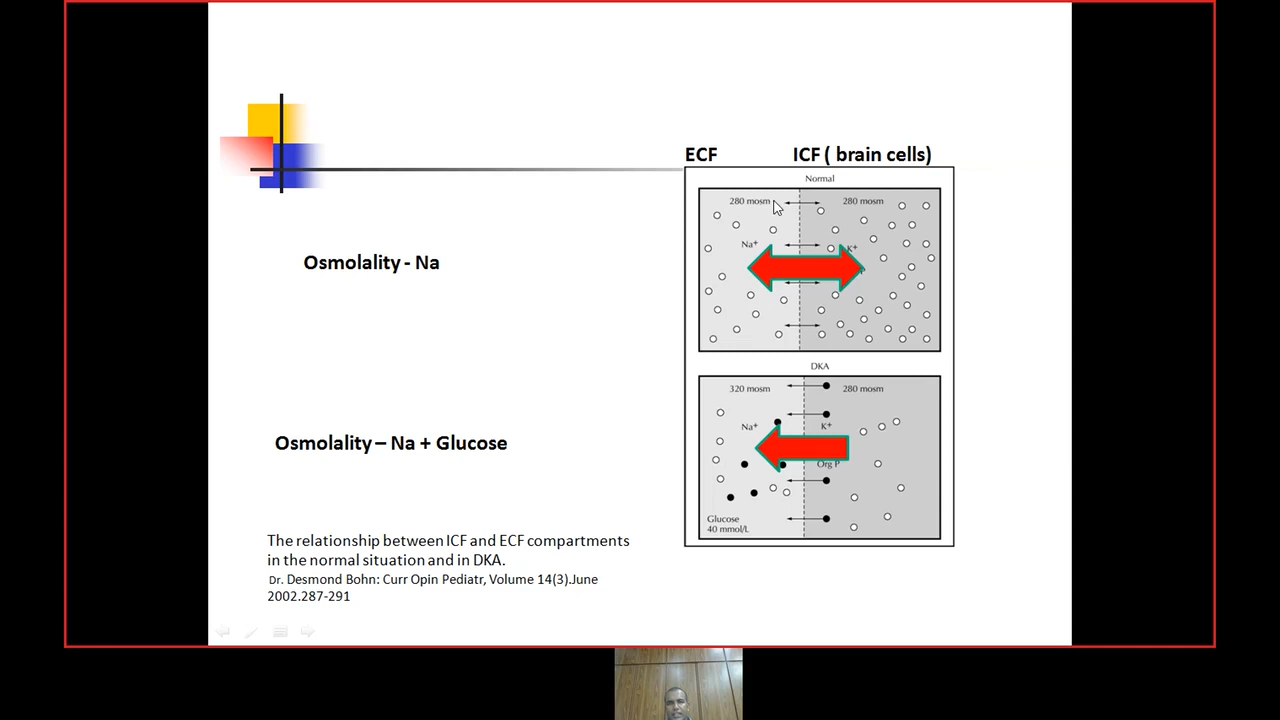 ECF ICF ( brain cells)
Normal
280 mosm 280 mosm
Na⁺ K⁺
Osmolality - Na
DKA
320 mosm 280 mosm
Na⁺ K⁺
Osmolality – Na + Glucose
Org P
Glucose
40 mmol/L
The relationship between ICF and ECF compartments
in the normal situation and in DKA.
Dr. Desmond Bohn: Curr Opin Pediatr, Volume 14(3).June
2002.287-291